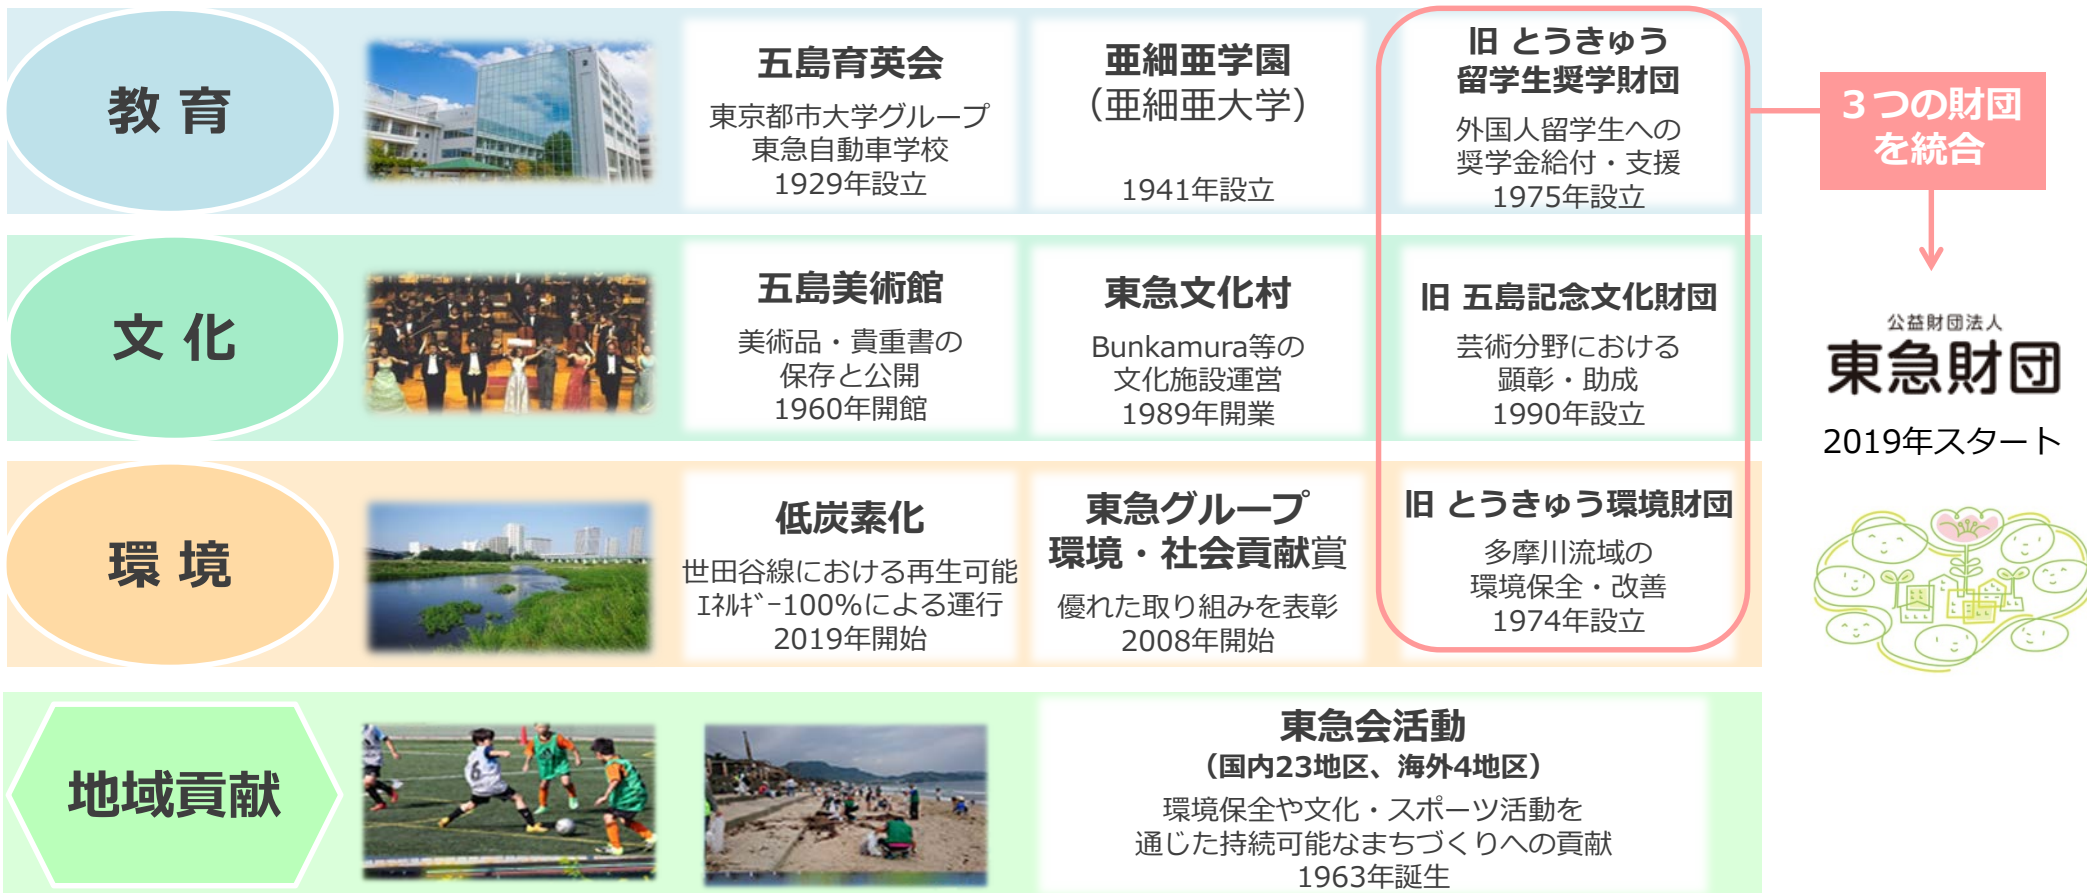 教 育
五島育英会
東京都市大学グループ
東急自動車学校
1929年設立
亜細亜学園
（亜細亜大学）
1941年設立
旧 とうきゅう
留学生奨学財団
外国人留学生への
奨学金給付・支援
1975年設立
３つの財団
を統合
文 化
五島美術館
美術品・貴重書の
保存と公開
1960年開館
東急文化村
Bunkamura等の
文化施設運営
1989年開業
旧 五島記念文化財団
芸術分野における
顕彰・助成
1990年設立
公益財団法人
東急財団
2019年スタート
環 境
低炭素化
世田谷線における再生可能
ｴﾈﾙｷﾞｰ100%による運行
2019年開始
東急グループ
環境・社会貢献賞
優れた取り組みを表彰
2008年開始
旧 とうきゅう環境財団
多摩川流域の
環境保全・改善
1974年設立
地域貢献
6
東急会活動
（国内23地区、海外4地区）
環境保全や文化・スポーツ活動を
通じた持続可能なまちづくりへの貢献
1963年誕生